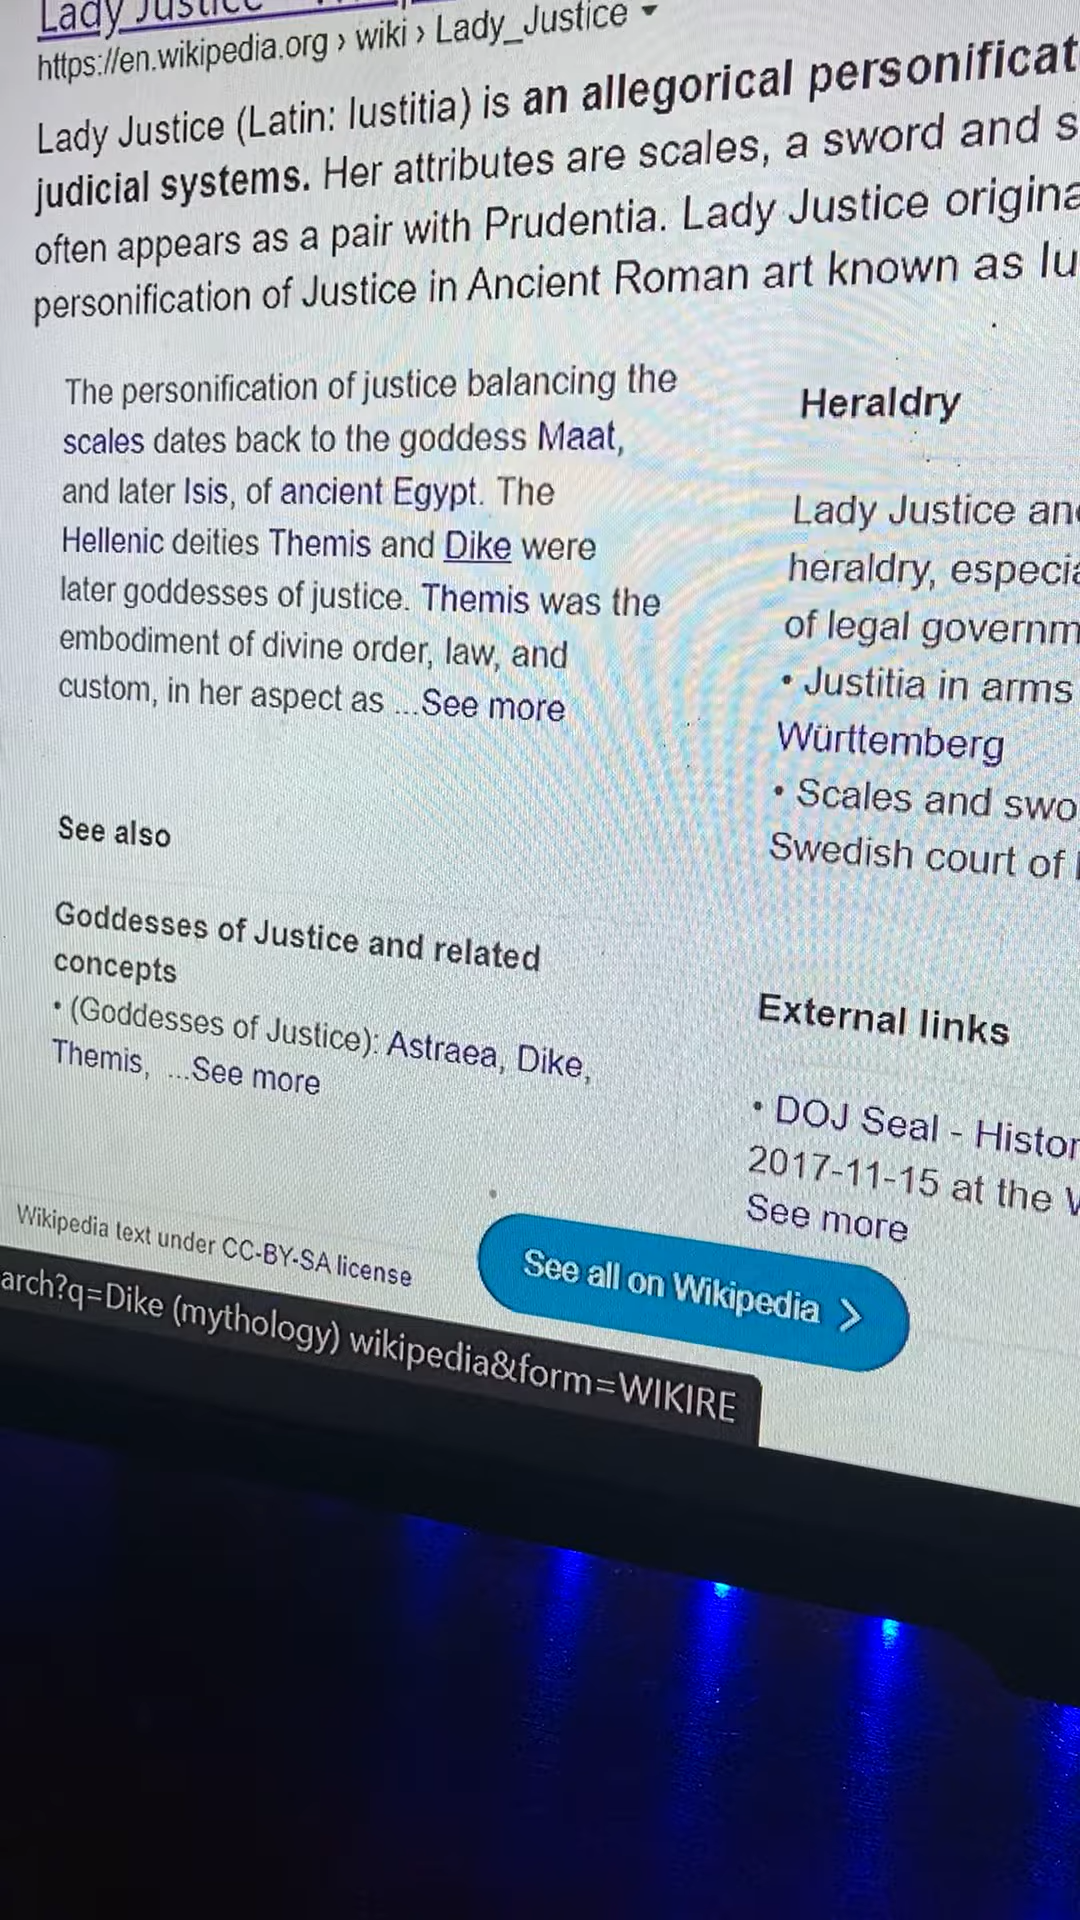 Lady Justice
https://en.wikipedia.org › wiki › Lady_Justice
Lady Justice (Latin: Iustitia) is an allegorical personificat
judicial systems. Her attributes are scales, a sword and s
often appears as a pair with Prudentia. Lady Justice origina
personification of Justice in Ancient Roman art known as Iu
The personification of justice balancing the
scales dates back to the goddess Maat,
and later Isis, of ancient Egypt. The
Hellenic deities Themis and Dike were
later goddesses of justice. Themis was the
embodiment of divine order, law, and
custom, in her aspect as ...See more
See also
Goddesses of Justice and related
concepts
• (Goddesses of Justice): Astraea, Dike,
Themis, ...See more
Heraldry
Lady Justice an
heraldry, especia
of legal governm
• Justitia in arms
Württemberg
• Scales and swo
Swedish court of
External links
• DOJ Seal - Histor
2017-11-15 at the
See more
Wikipedia text under CC-BY-SA license
See all on Wikipedia >
arch?q=Dike (mythology) wikipedia&form=WIKIRE